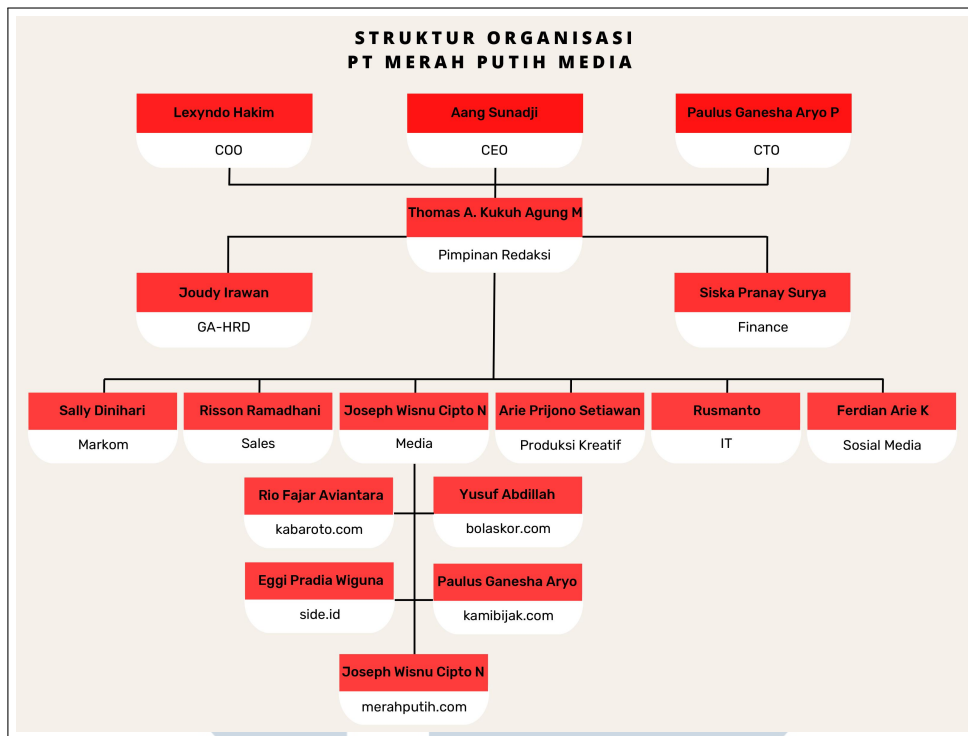 STRUKTUR ORGANISASI
PT MERAH PUTIH MEDIA
Lexyndo Hakim
COO
Aang Sunadji
CEO
Paulus Ganesha Aryo P
CTO
Thomas A. Kukuh Agung M
Pimpinan Redaksi
Joudy Irawan
GA-HRD
Siska Pranay Surya
Finance
Sally Dinihari
Markom
Risson Ramadhani
Sales
Joseph Wisnu Cipto N
Media
Arie Prijono Setiawan
Produksi Kreatif
Rusmanto
IT
Ferdian Arie K
Sosial Media
Rio Fajar Aviantara
kabaroto.com
Yusuf Abdillah
bolaskor.com
Eggi Pradia Wiguna
side.id
Paulus Ganesha Aryo
kamibijak.com
Joseph Wisnu Cipto N
merahputih.com